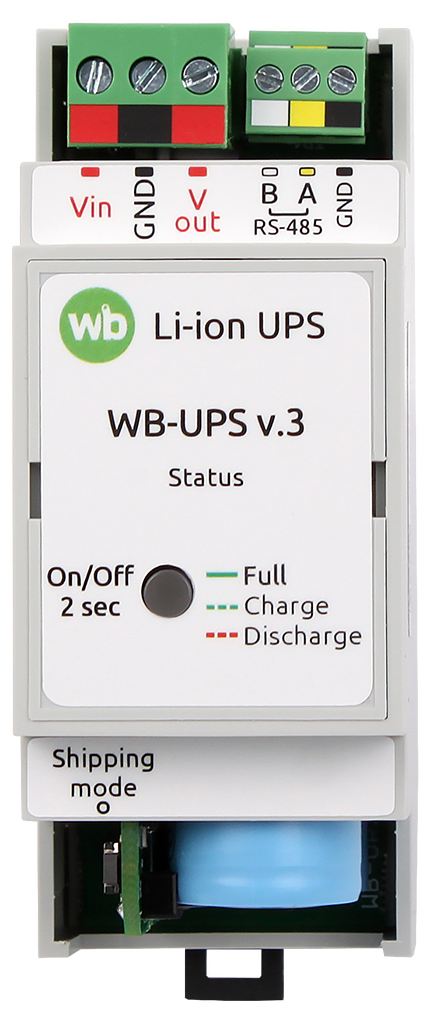 Vin
GND
V
out
B
A
GND
RS-485
wb
Li-ion UPS
WB-UPS v.3
Status
On/Off
2 sec
Full
Charge
Discharge
Shipping
mode